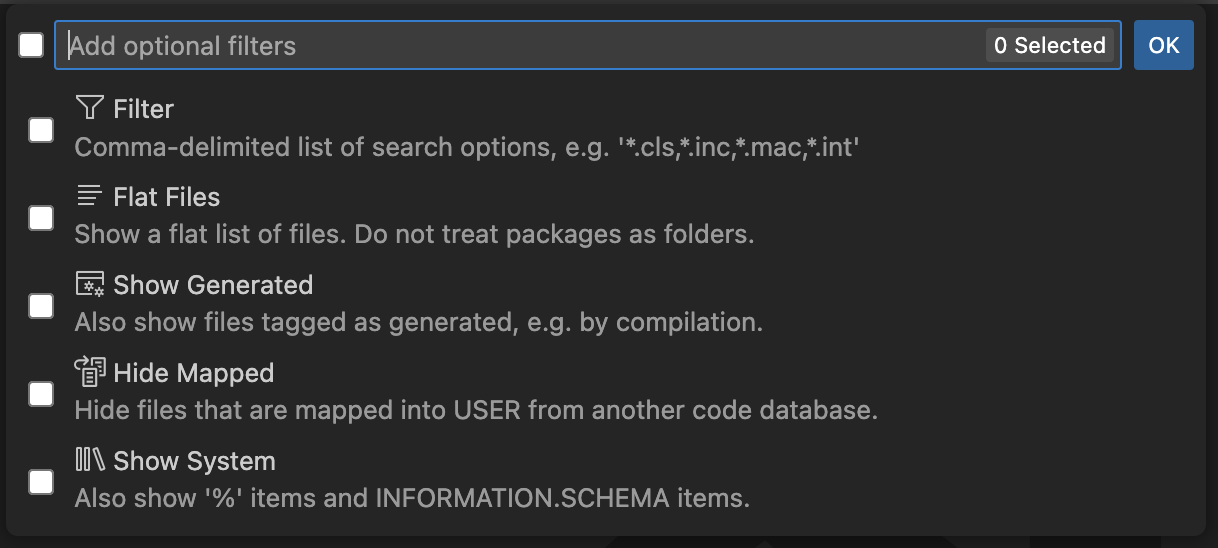 Add optional filters
0 Selected
OK
Filter
Comma-delimited list of search options, e.g. '*.cls,*.inc,*.mac,*.int'
Flat Files
Show a flat list of files. Do not treat packages as folders.
Show Generated
Also show files tagged as generated, e.g. by compilation.
Hide Mapped
Hide files that are mapped into USER from another code database.
Show System
Also show '%' items and INFORMATION.SCHEMA items.